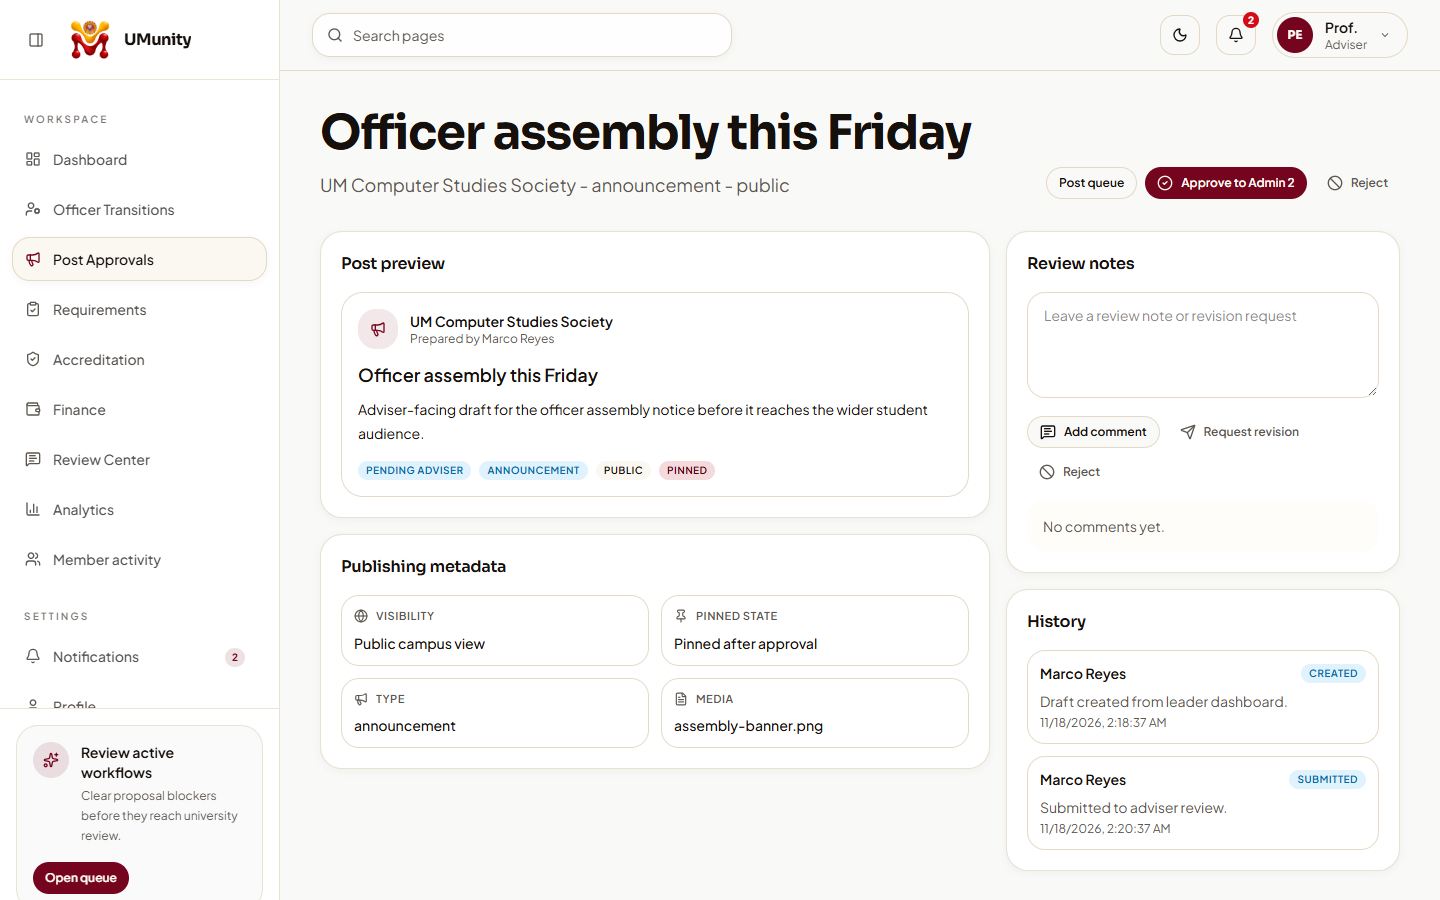 UMunity
Search pages
2
PE
Prof.
Adviser
WORKSPACE
Dashboard
Officer Transitions
Post Approvals
Requirements
Accreditation
Finance
Review Center
Analytics
Member activity
SETTINGS
Notifications
2
Profile
Review active
workflows
Clear proposal blockers
before they reach university
review.
Open queue
Officer assembly this Friday
UM Computer Studies Society - announcement - public
Post queue
Approve to Admin 2
Reject
Post preview
UM Computer Studies Society
Prepared by Marco Reyes
Officer assembly this Friday
Adviser-facing draft for the officer assembly notice before it reaches the wider student
audience.
PENDING ADVISER
ANNOUNCEMENT
PUBLIC
PINNED
Publishing metadata
VISIBILITY
Public campus view
PINNED STATE
Pinned after approval
TYPE
announcement
MEDIA
assembly-banner.png
Review notes
Leave a review note or revision request
Add comment
Request revision
Reject
No comments yet.
History
Marco Reyes
CREATED
Draft created from leader dashboard.
11/18/2026, 2:18:37 AM
Marco Reyes
SUBMITTED
Submitted to adviser review.
11/18/2026, 2:20:37 AM